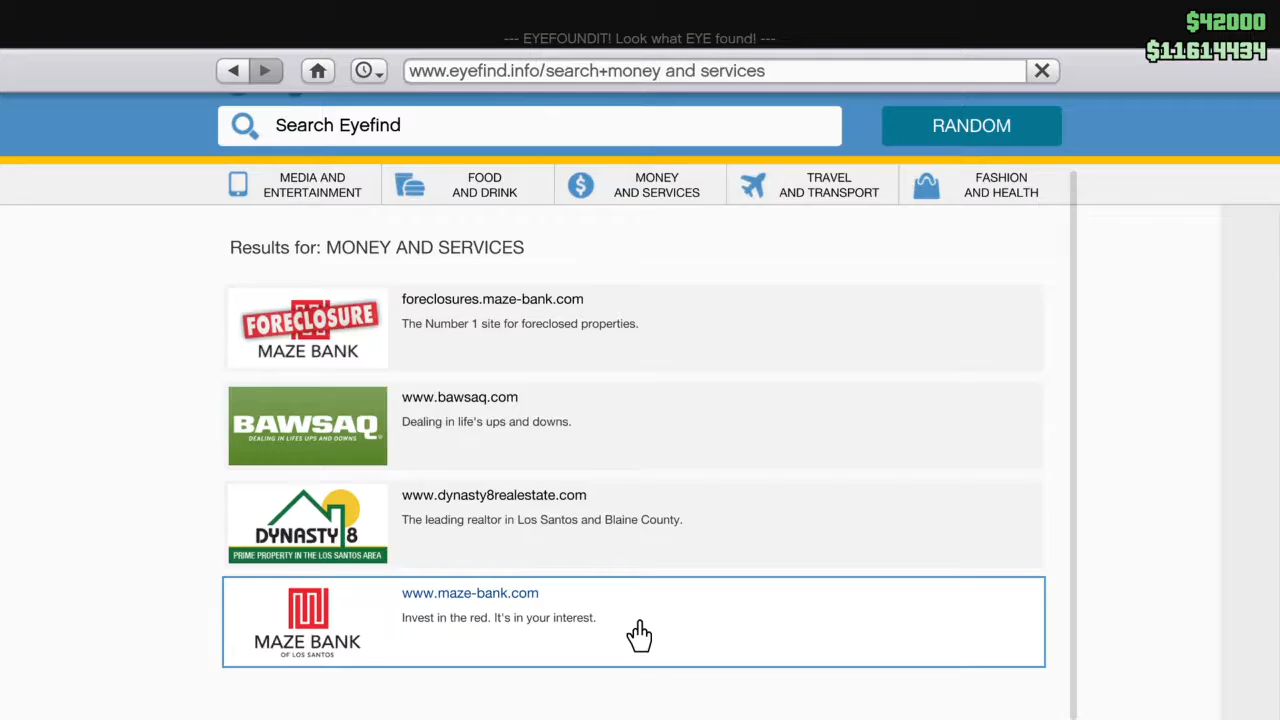 $42000
--- EYEFOUNDIT! Look what EYE found! ---
$11614434
www.eyefind.info/search+money and services
Search Eyefind
RANDOM
MEDIA AND
ENTERTAINMENT
FOOD
AND DRINK
MONEY
AND SERVICES
TRAVEL
AND TRANSPORT
FASHION
AND HEALTH
Results for: MONEY AND SERVICES
FORECLOSURE
MAZE BANK
foreclosures.maze-bank.com
The Number 1 site for foreclosed properties.
BAWSAQ
DEALING IN LIFES UPS AND DOWNS
www.bawsaq.com
Dealing in life's ups and downs.
DYNASTY 8
PRIME PROPERTY IN THE LOS SANTOS AREA
www.dynasty8realestate.com
The leading realtor in Los Santos and Blaine County.
MAZE BANK
OF LOS SANTOS
www.maze-bank.com
Invest in the red. It's in your interest.